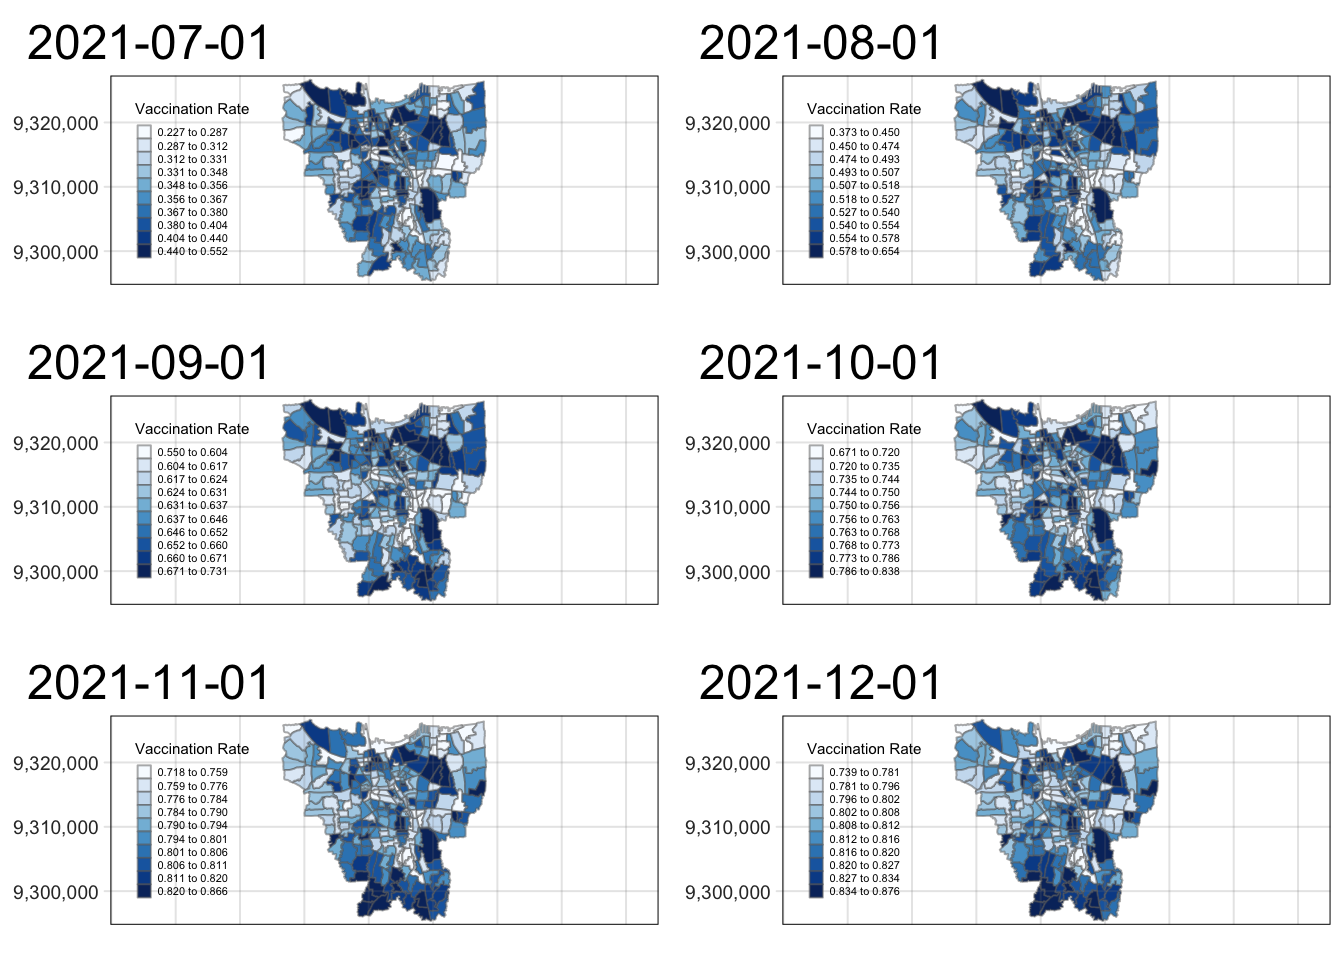 2021-07-01
Vaccination Rate
0.227 to 0.287
0.287 to 0.312
0.312 to 0.331
0.331 to 0.348
0.348 to 0.356
0.356 to 0.367
0.367 to 0.380
0.380 to 0.404
0.404 to 0.440
0.440 to 0.552
9,320,000
9,310,000
9,300,000
2021-08-01
Vaccination Rate
0.373 to 0.450
0.450 to 0.474
0.474 to 0.493
0.493 to 0.507
0.507 to 0.518
0.518 to 0.527
0.527 to 0.540
0.540 to 0.554
0.554 to 0.578
0.578 to 0.654
9,320,000
9,310,000
9,300,000
2021-09-01
Vaccination Rate
0.550 to 0.604
0.604 to 0.617
0.617 to 0.624
0.624 to 0.631
0.631 to 0.637
0.637 to 0.646
0.646 to 0.652
0.652 to 0.660
0.660 to 0.671
0.671 to 0.731
9,320,000
9,310,000
9,300,000
2021-10-01
Vaccination Rate
0.671 to 0.720
0.720 to 0.735
0.735 to 0.744
0.744 to 0.750
0.750 to 0.756
0.756 to 0.763
0.763 to 0.768
0.768 to 0.773
0.773 to 0.786
0.786 to 0.838
9,320,000
9,310,000
9,300,000
2021-11-01
Vaccination Rate
0.718 to 0.759
0.759 to 0.776
0.776 to 0.784
0.784 to 0.790
0.790 to 0.794
0.794 to 0.801
0.801 to 0.806
0.806 to 0.811
0.811 to 0.820
0.820 to 0.866
9,320,000
9,310,000
9,300,000
2021-12-01
Vaccination Rate
0.739 to 0.781
0.781 to 0.796
0.796 to 0.802
0.802 to 0.808
0.808 to 0.812
0.812 to 0.816
0.816 to 0.820
0.820 to 0.827
0.827 to 0.834
0.834 to 0.876
9,320,000
9,310,000
9,300,000